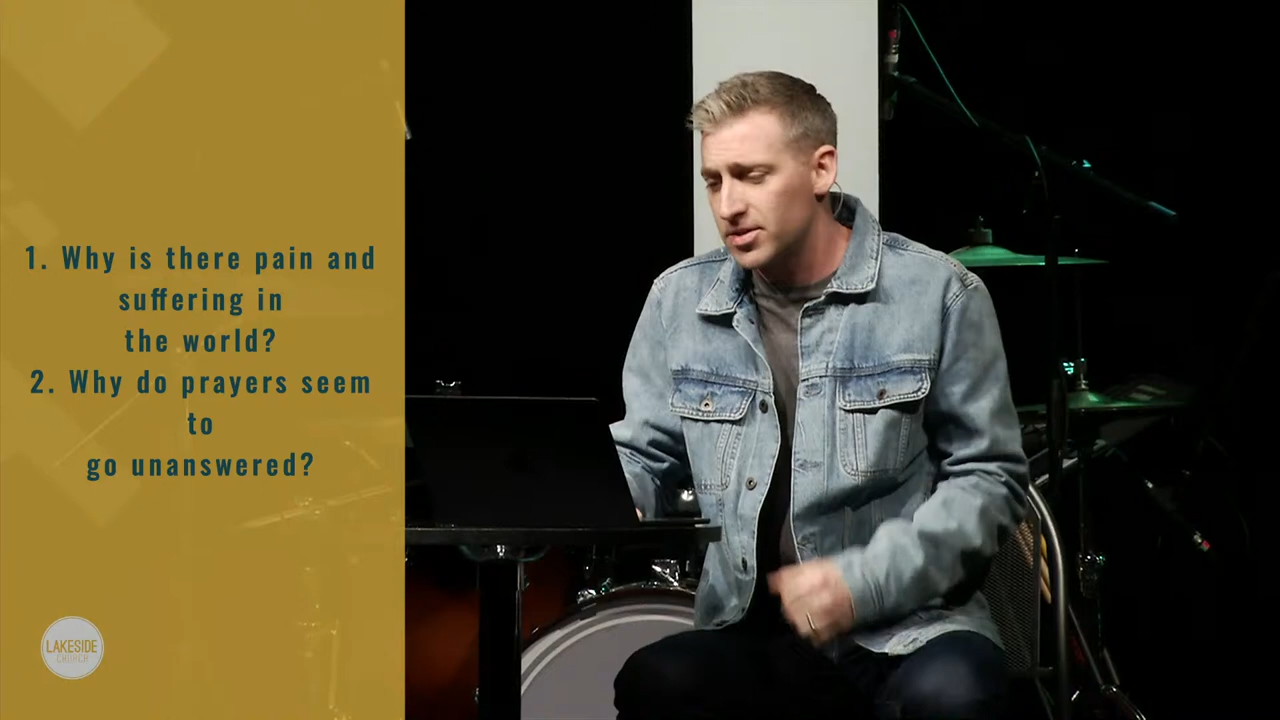 1. Why is there pain and
suffering in
the world?
2. Why do prayers seem
to
go unanswered?
LAKESIDE
CHURCH